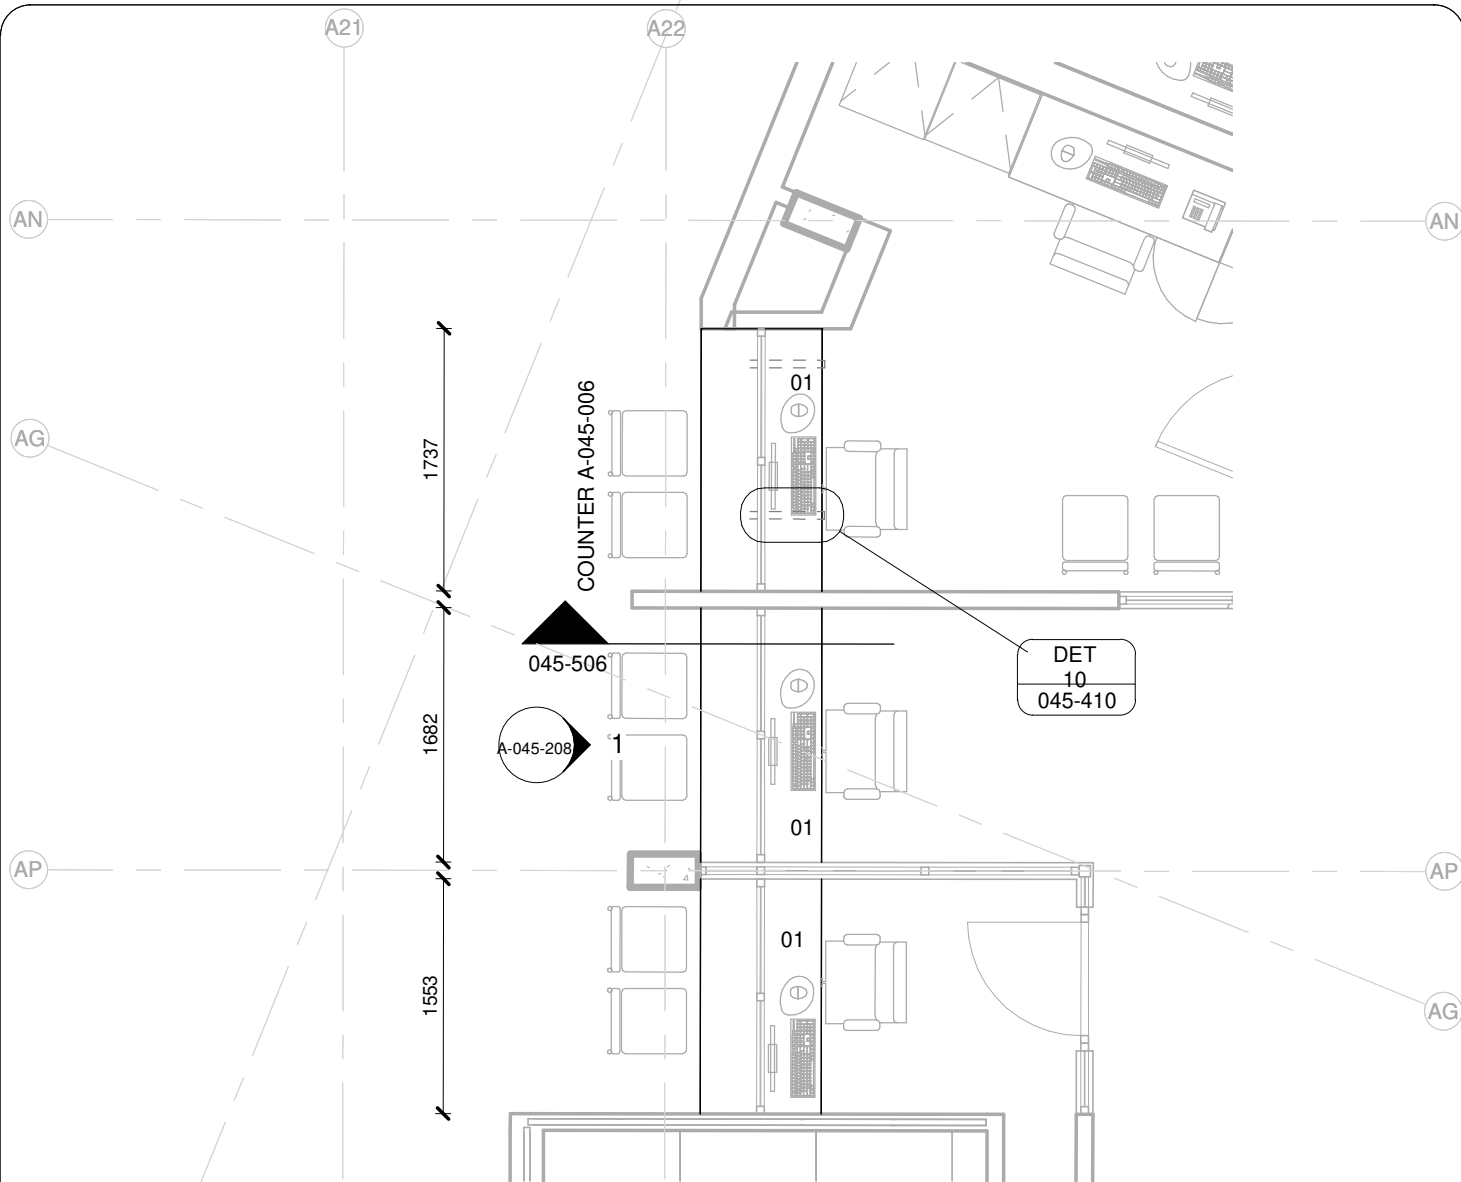 A21
A22
AN
AN
01
COUNTER A-045-006
AG
1737
DET
10
045-410
045-506
1682
A-045-208
1
01
AP
AP
01
1553
AG